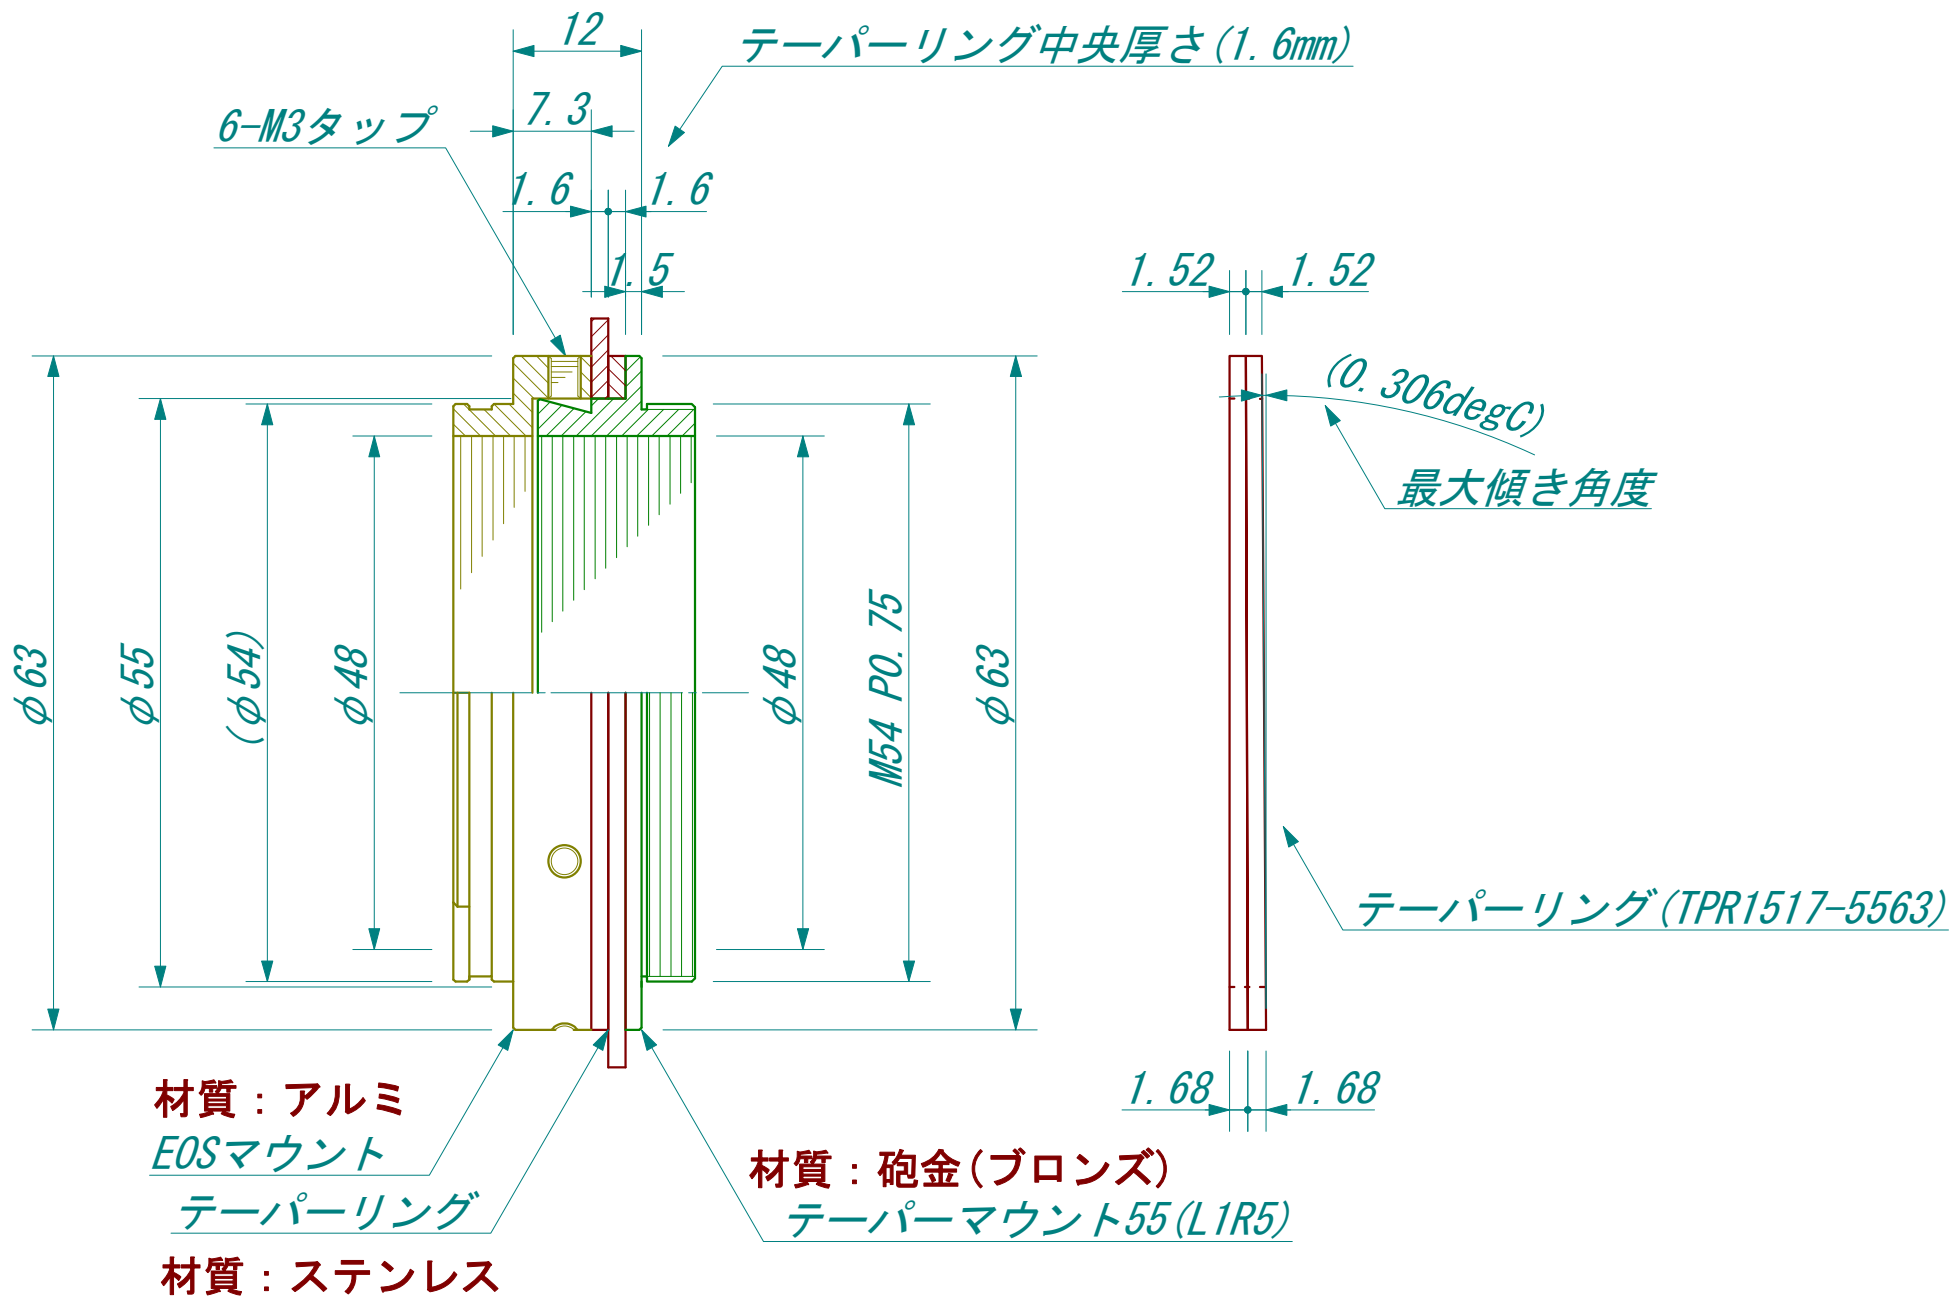 12
テーパーリング中央厚さ(1.6mm)
7.3
6-M3タップ
1.6
1.6
1.5
1.52
1.52
(0.306degC)
最大傾き角度
φ63
φ55
(φ54)
φ48
φ48
M54 P0.75
φ63
テーパーリング(TPR1517-5563)
1.68
1.68
材質：アルミ
EOSマウント
テーパーリング
材質：ステンレス
材質：砲金(ブロンズ)
テーパーマウント55(L1R5)